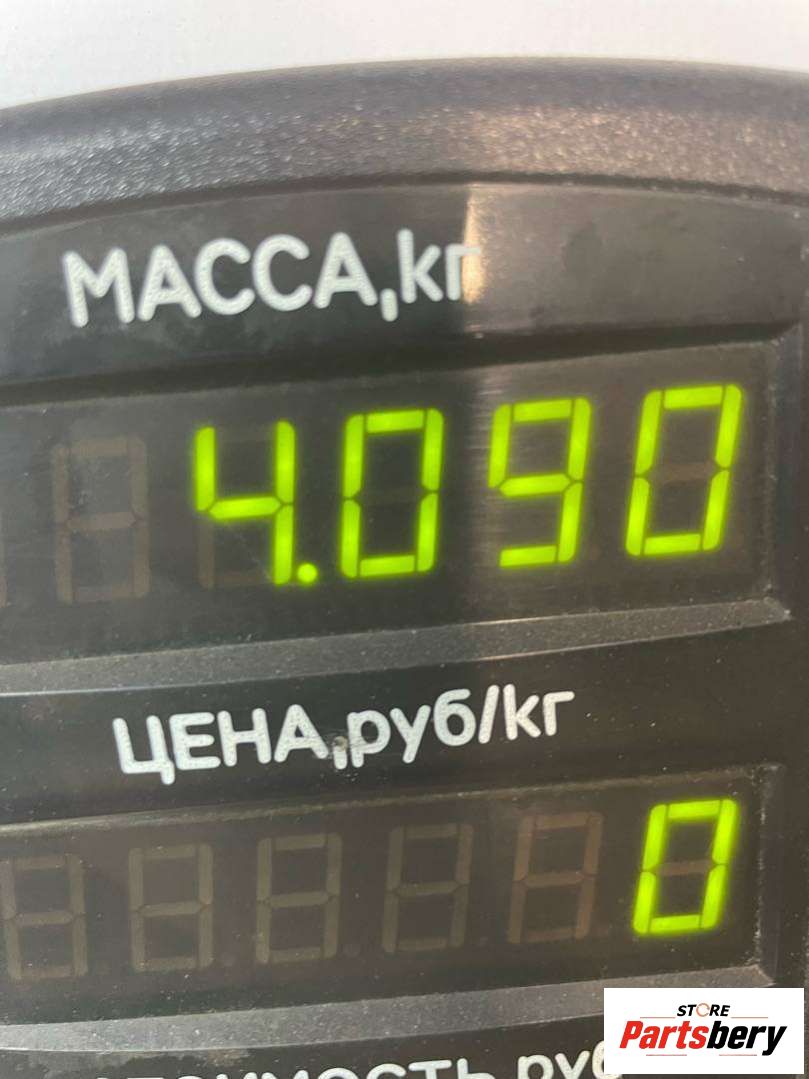 МАССА,кг
4.090
ЦЕНА,руб/кг
0
STORE
Partsbery